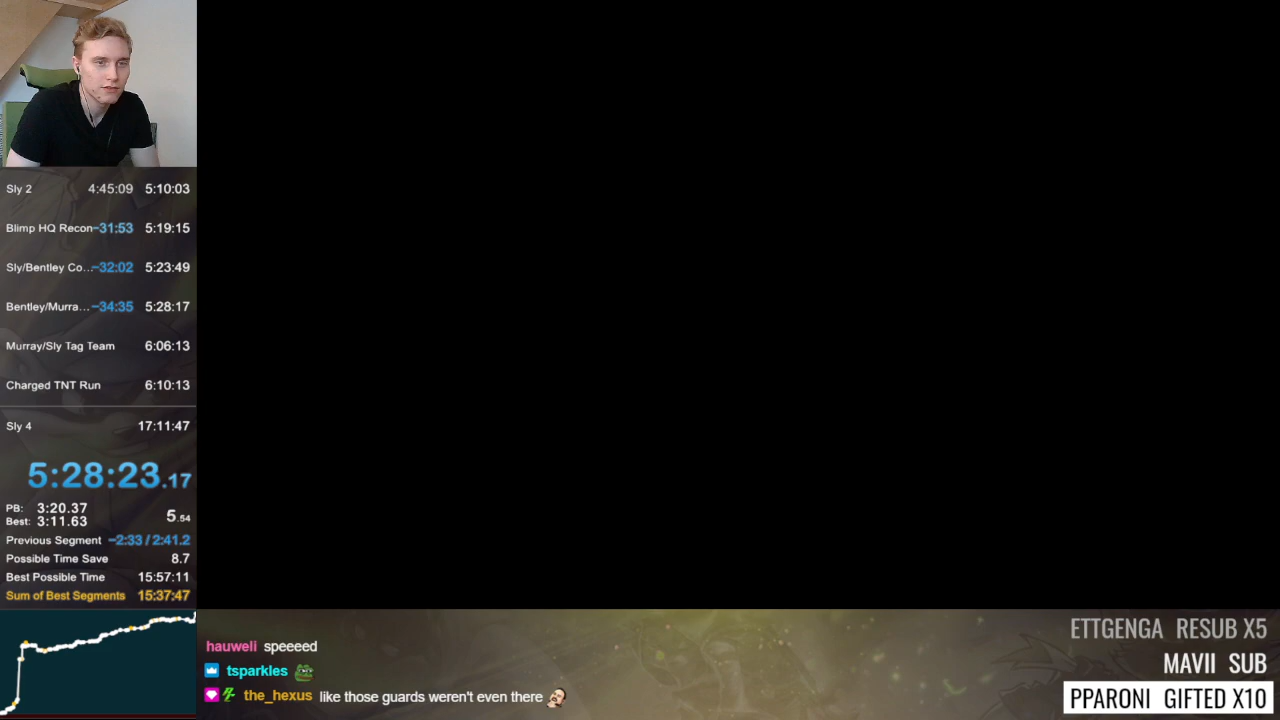 Sly 2 4:45:09 5:10:03
Blimp HQ Recon -31:53 5:19:15
Sly/Bentley Co... -32:02 5:23:49
Bentley/Murra... -34:35 5:28:17
Murray/Sly Tag Team 6:06:13
Charged TNT Run 6:10:13
Sly 4 17:11:47
5:28:23.17
PB: 3:20.37
Best: 3:11.63
5.54
Previous Segment -2:33 / 2:41.2
Possible Time Save 8.7
Best Possible Time 15:57:11
Sum of Best Segments 15:37:47
hauweII speeeed
tsparkles
the_hexus like those guards weren't even there
ETTGENGA RESUB X5
MAVII SUB
PPARONI GIFTED X10